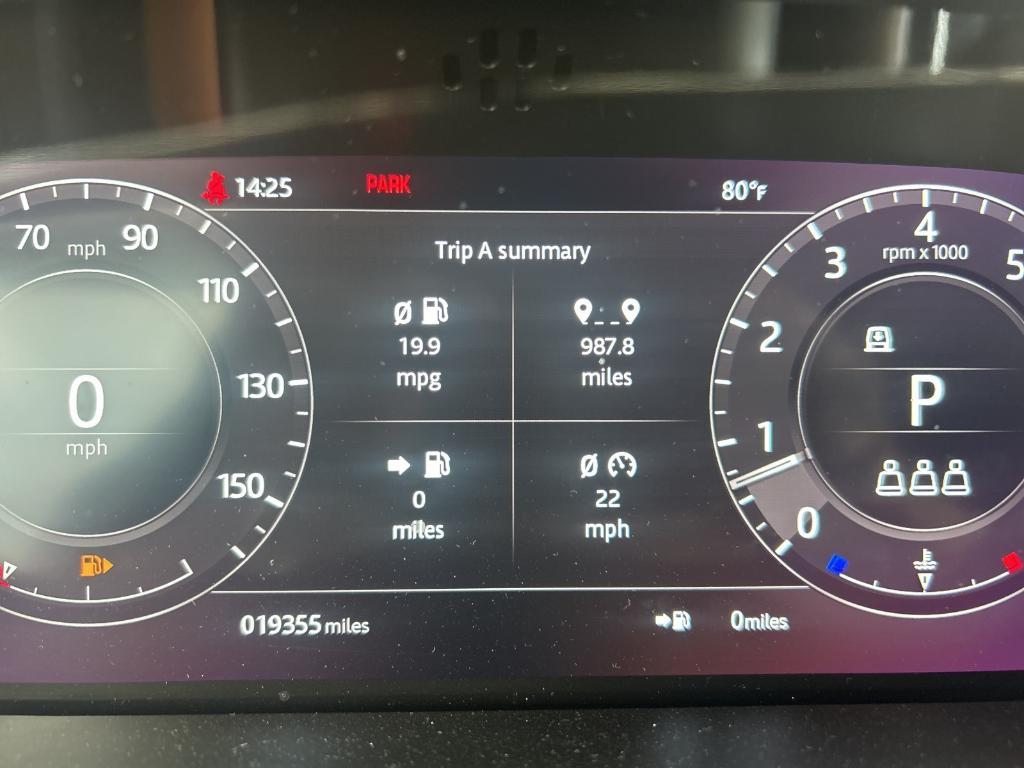 14:25 PARK 80°F
Trip A summary
70 mph 90
110
130
150
0
mph
Ø
19.9
mpg
987.8
miles
0
miles
Ø
22
mph
4
rpm x 1000
3
5
2
1
0
P
019355 miles
0miles